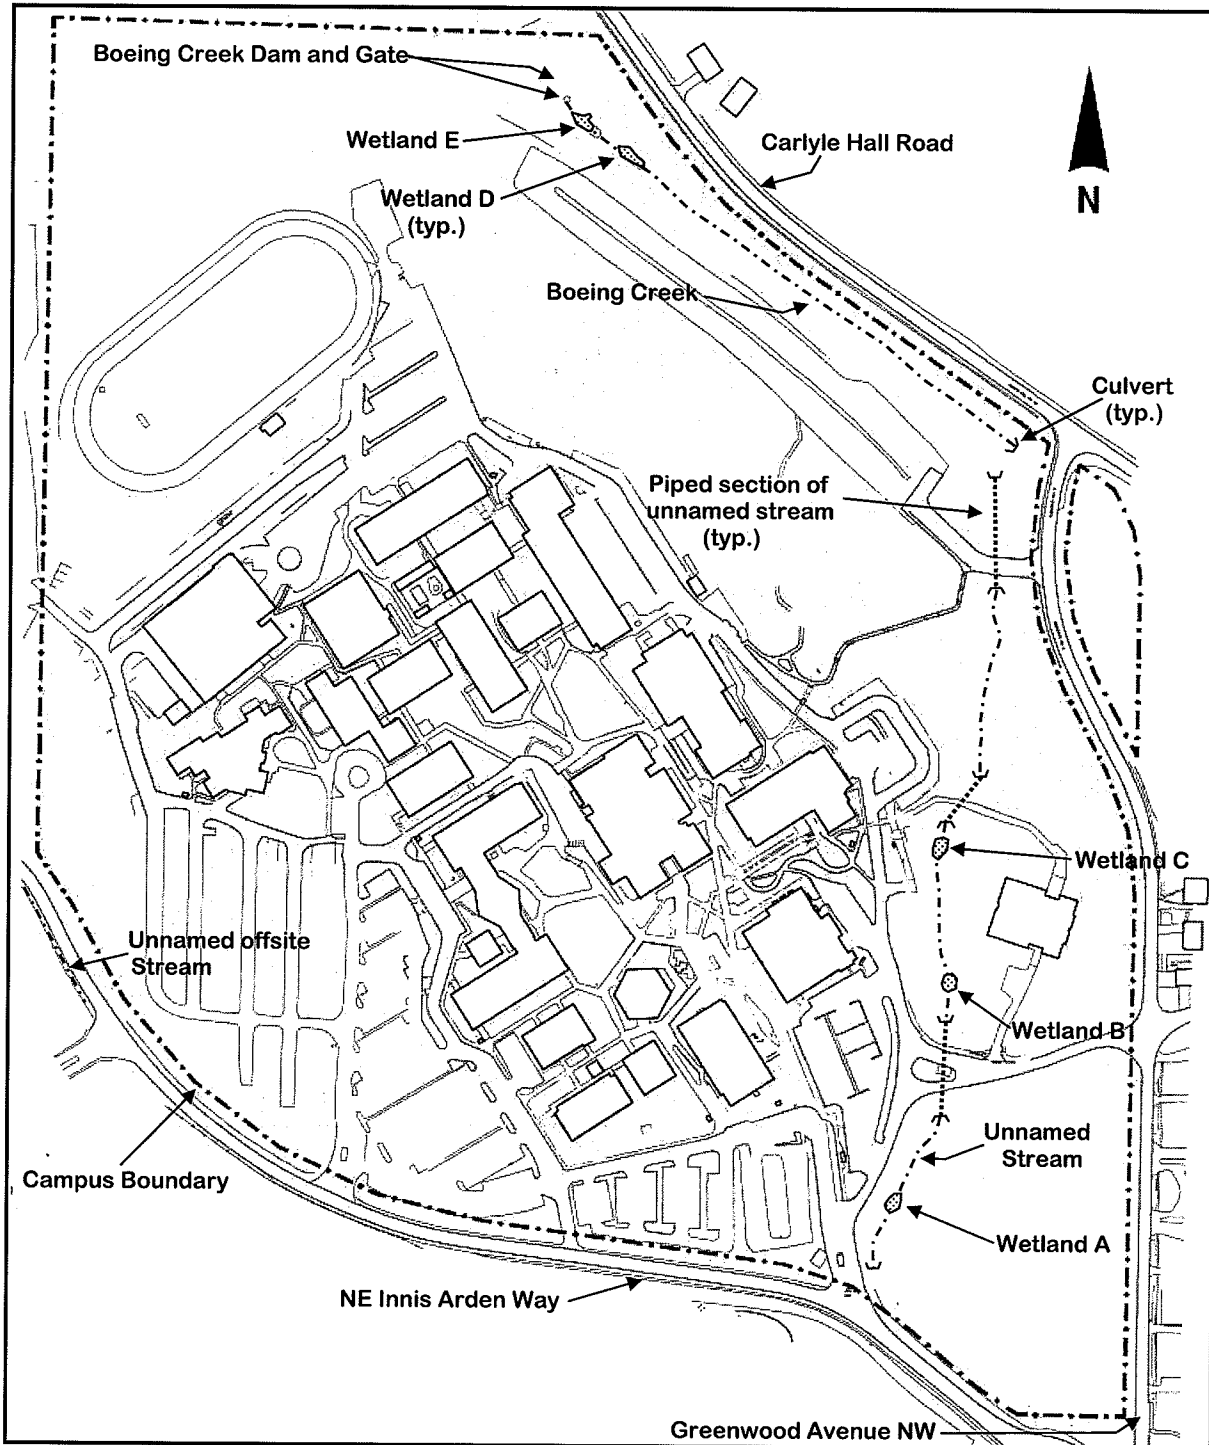 Boeing Creek Dam and Gate
Wetland E
Carlyle Hall Road
N
Wetland D
(typ.)
Boeing Creek
Culvert
(typ.)
Piped section of
unnamed stream
(typ.)
Wetland C
Unnamed offsite
Stream
Wetland B
Unnamed
Stream
Campus Boundary
Wetland A
NE Innis Arden Way
Greenwood Avenue NW